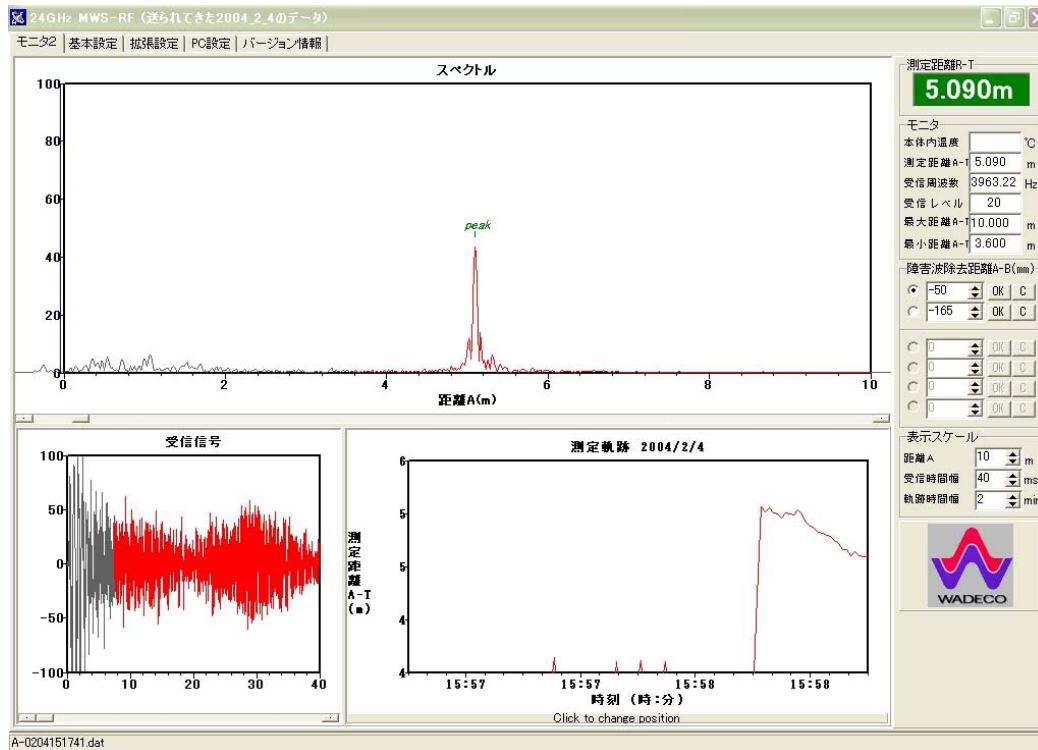 24GHz MWS-RF (送られてきた2004_2_4のデータ)
モニタ2 基本設定 拡張設定 PC設定 バージョン情報
スペクトル
100
80
60
40
20
0
peak
0 2 4 6 8 10
距離A(m)
受信信号
100
50
0
-50
-100
0 10 20 30 40
測定軌跡 2004/2/4
6
5
5
4
4
測定距離A-T(m)
15:57 15:57 15:58 15:58
時刻 (時:分)
Click to change position
測定距離R-T
5.090m
モニタ
本体内温度 ℃
測定距離A-T 5.090 m
受信周波数 3963.22 Hz
受信レベル 20
最大距離A-T 10.000 m
最小距離A-T 3.600 m
障害波除去距離A-B(mm)
-50 OK C
-165 OK C
0 OK C
0 OK C
0 OK C
0 OK C
表示スケール
距離A 10 m
受信時間幅 40 ms
軌跡時間幅 2 min
WADECO
A-0204151741.dat